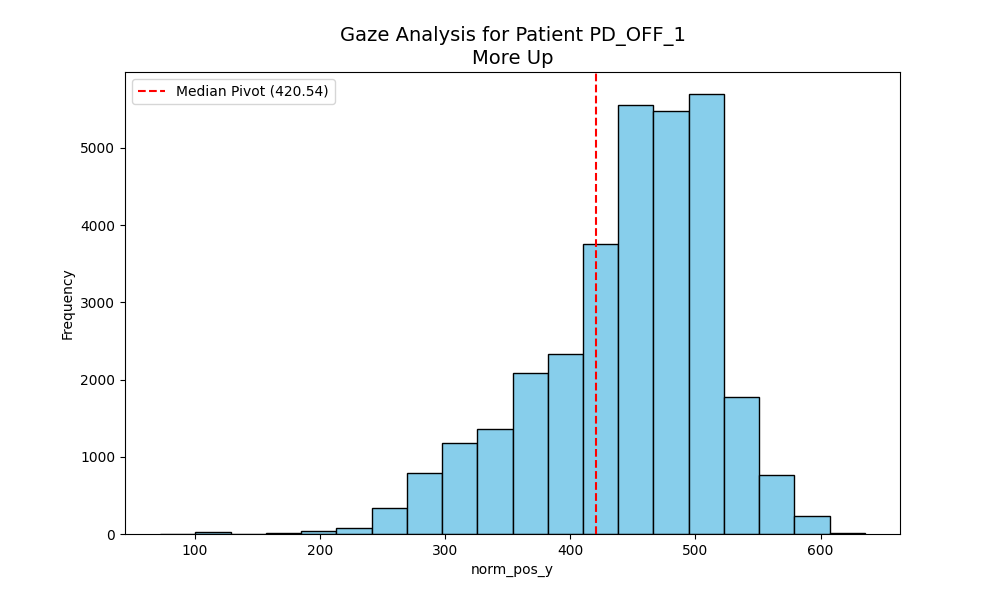 Gaze Analysis for Patient PD_OFF_1
More Up
Median Pivot (420.54)
Frequency
5000
4000
3000
2000
1000
0
100 200 300 400 500 600
norm_pos_y